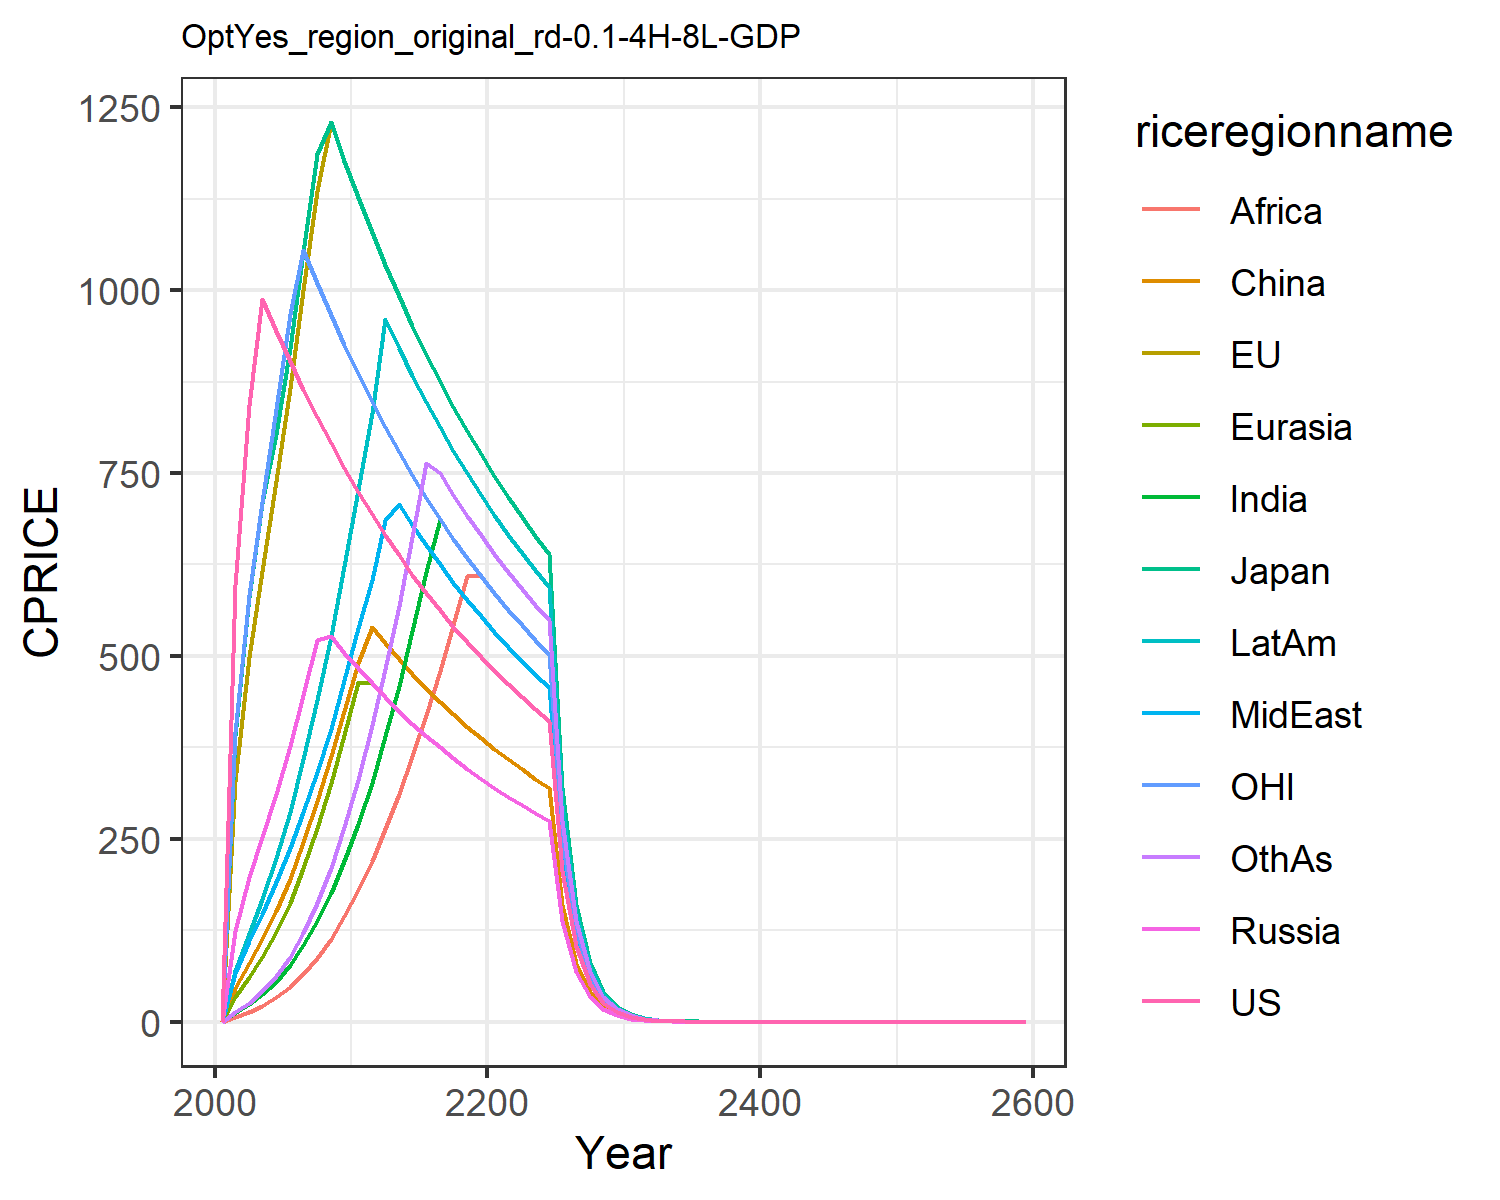 OptYes_region_original_rd-0.1-4H-8L-GDP
1250
1000
750
500
250
0
CPRICE
2000 2200 2400 2600
Year
riceregionname
Africa
China
EU
Eurasia
India
Japan
LatAm
MidEast
OHI
OthAs
Russia
US